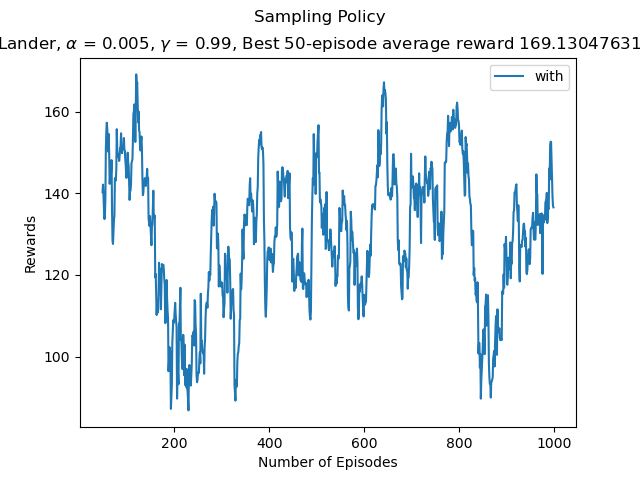 Sampling Policy
Lander, α = 0.005, γ = 0.99, Best 50-episode average reward 169.13047631
with
160
140
120
100
Rewards
200
400
600
800
1000
Number of Episodes